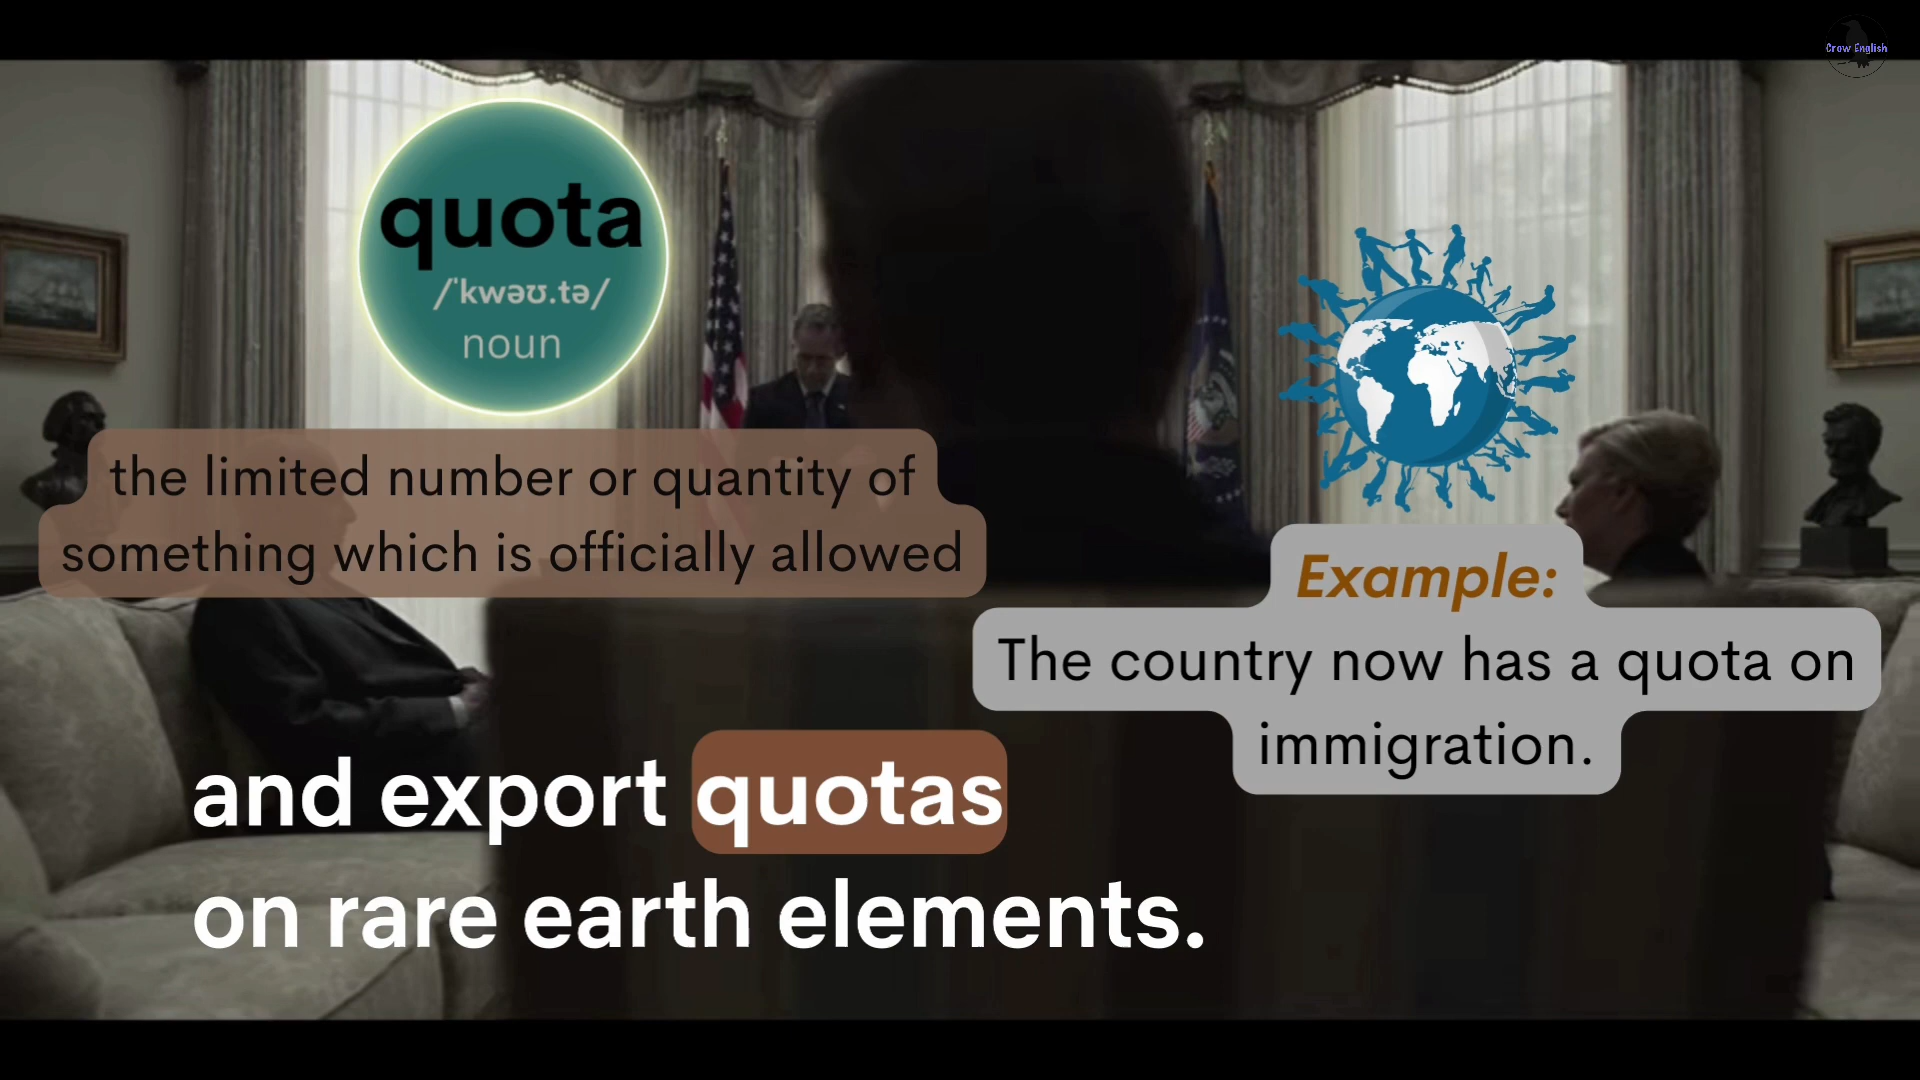 Crow English
quota
/ˈkwəʊ.tə/
noun
the limited number or quantity of
something which is officially allowed
Example:
The country now has a quota on
immigration.
and export quotas
on rare earth elements.